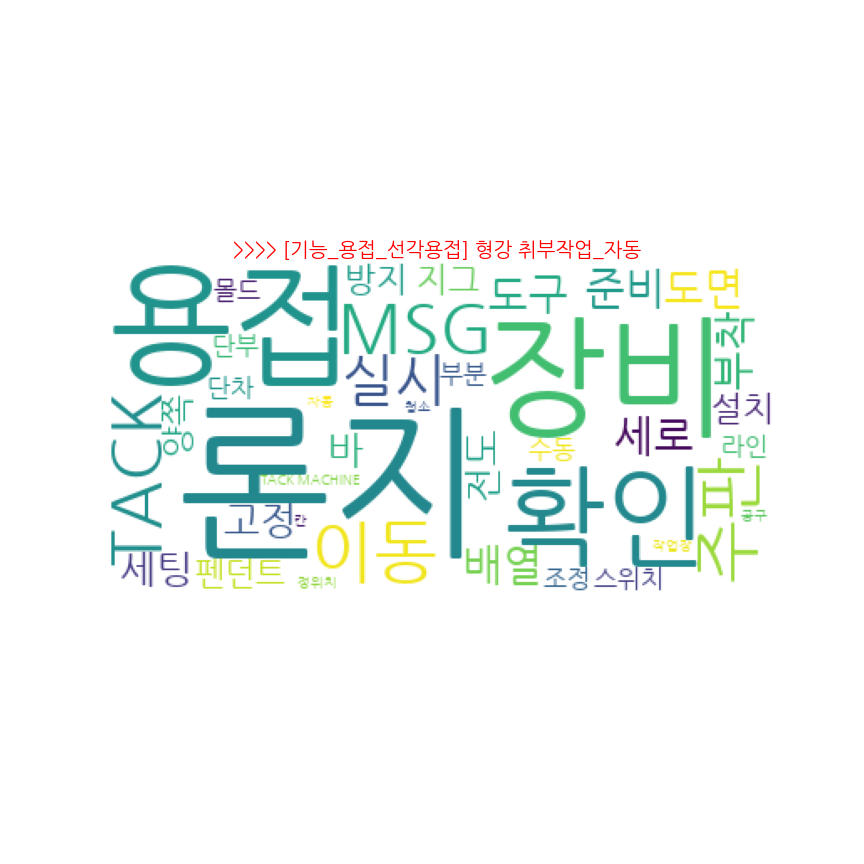 >>>> [기능_용접_선각용접] 형강 취부작업_자동
용접
몰드
방지
지그
도구
준비
도면
MSG
장비
부착
단부
실시
부분
단차
TACK
양쪽
자동
청소
론지
세로
설치
바
전도
수동
라인
TACK MACHINE
확인
주판
고정
칸
이동
공구
작업장
세팅
펜던트
정위치
배열
조정
스위치